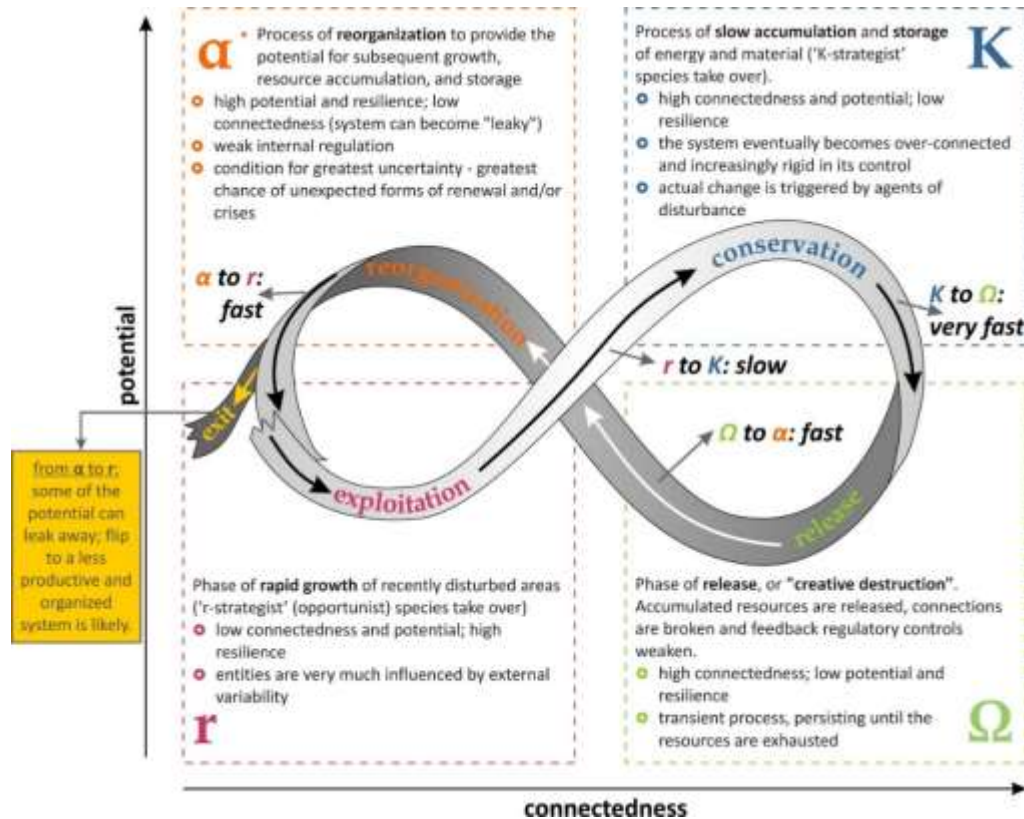 α
Process of reorganization to provide the
potential for subsequent growth,
resource accumulation, and storage
high potential and resilience; low
connectedness (system can become "leaky")
weak internal regulation
condition for greatest uncertainty - greatest
chance of unexpected forms of renewal and/or
crises
K
Process of slow accumulation and storage
of energy and material ('K-strategist'
species take over).
high connectedness and potential; low
resilience
the system eventually becomes over-connected
and increasingly rigid in its control
actual change is triggered by agents of
disturbance
potential
α to r:
fast
reorganization
conservation
K to Ω:
very fast
r to K: slow
Ω to α: fast
exit
exploitation
release
from α to r:
some of the
potential can
leak away; flip
to a less
productive and
organized
system is likely.
Phase of rapid growth of recently disturbed areas
('r-strategist' (opportunist) species take over)
low connectedness and potential; high
resilience
entities are very much influenced by external
variability
r
Phase of release, or "creative destruction".
Accumulated resources are released, connections
are broken and feedback regulatory controls
weaken.
high connectedness; low potential and
resilience
transient process, persisting until the
resources are exhausted
Ω
connectedness